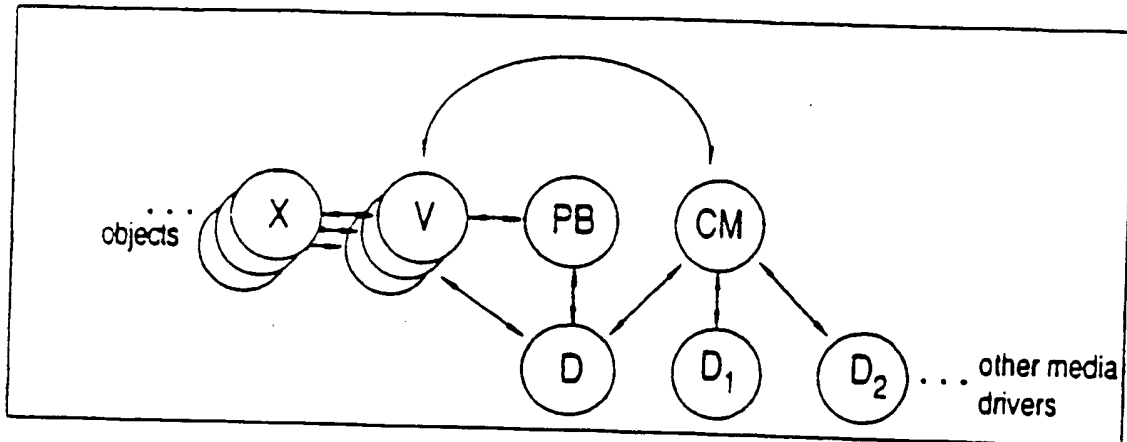 X V PB CM
. . .
objects
D D1 D2 . . . other media
drivers